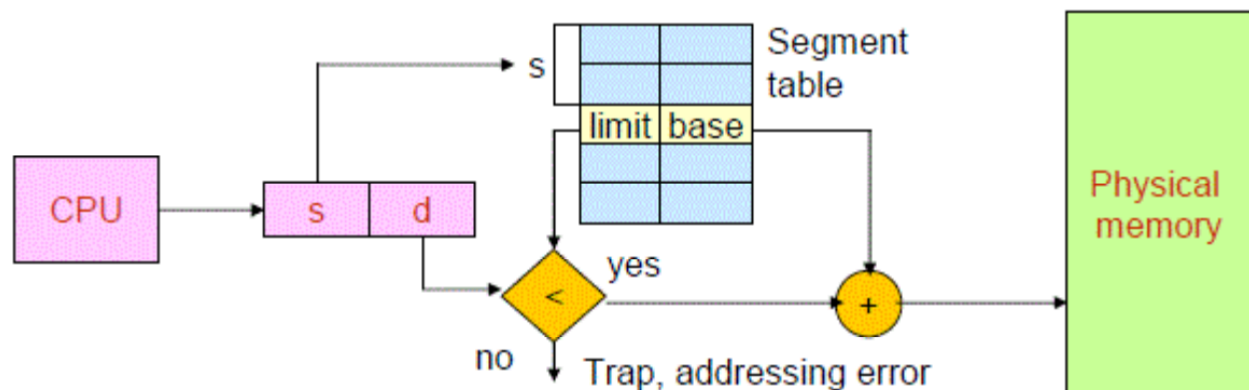 Segment
table
s
limit base
CPU
s d
Physical
memory
<
yes
+
no
Trap, addressing error